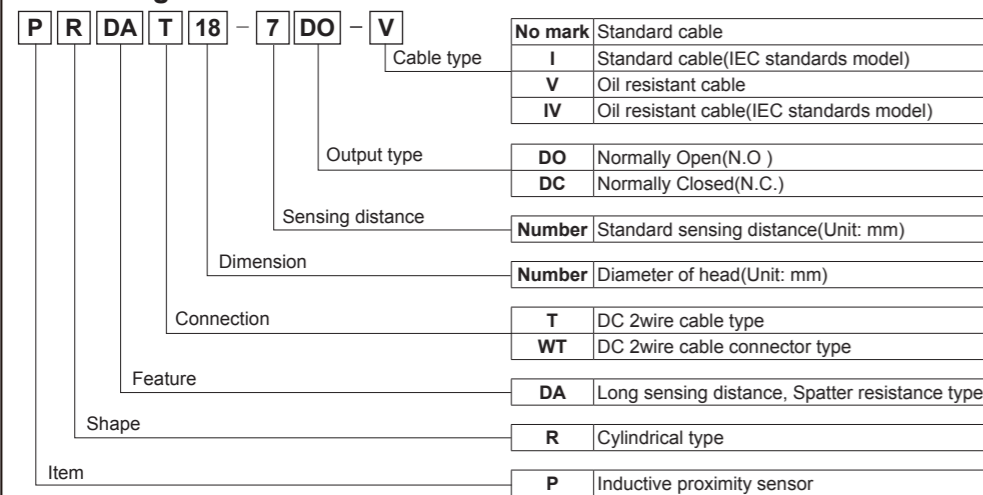 P R DA T 18 – 7 DO – V
Cable type
No mark Standard cable
I Standard cable(IEC standards model)
V Oil resistant cable
IV Oil resistant cable(IEC standards model)
Output type
DO Normally Open(N.O )
DC Normally Closed(N.C.)
Sensing distance
Number Standard sensing distance(Unit: mm)
Dimension
Number Diameter of head(Unit: mm)
Connection
T DC 2wire cable type
WT DC 2wire cable connector type
Feature
DA Long sensing distance, Spatter resistance type
Shape
R Cylindrical type
Item
P Inductive proximity sensor